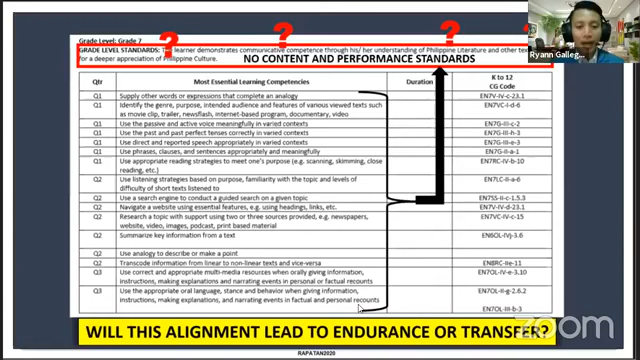 Grade Level: Grade 7
GRADE LEVEL STANDARDS: The learner demonstrates communicative competence through his/her understanding of Philippine Literature and other tex
for a deeper appreciation of Philippine Culture.
NO CONTENT AND PERFORMANCE STANDARDS
? ? ? ?
Ryann Galleg...
Qtr Most Essential Learning Competencies Duration K to 12 CG Code
Q1 Supply other words or expressions that complete an analogy EN7V-IV-c-23.1
Q1 Identify the genre, purpose, intended audience and features of various viewed texts such as movie clip, trailer, newsflash, internet-based program, documentary, video EN7VC-I-d-6
Q1 Use the passive and active voice meaningfully in varied contexts EN7G-III-c-2
Q1 Use the past and past perfect tenses correctly in varied contexts EN7G-III-h-3
Q1 Use direct and reported speech appropriately in varied contexts EN7G-III-e-3
Q1 Use phrases, clauses, and sentences appropriately and meaningfully EN7G-II-a-1
Q1 Use appropriate reading strategies to meet one's purpose (e.g. scanning, skimming, close reading, etc.) EN7RC-IV-b-10
Q2 Use listening strategies based on purpose, familiarity with the topic and levels of difficulty of short texts listened to EN7LC-II-a-6
Q2 Use a search engine to conduct a guided search on a given topic EN7SS-II-c-1.5.3
Q2 Navigate a website using essential features, e.g. using headings, links, etc. EN7V-IV-d-23.1
Q2 Research a topic with support using two or three sources provided, e.g. newspapers, website, video, images, podcast, print based material EN7VC-IV-c-15
Q2 Summarize key information from a text EN6OL-IVj-3.6
Q2 Use analogy to describe or make a point
Q2 Transcode information from linear to non-linear texts and vice-versa EN8RC-IIe-11
Q3 Use correct and appropriate multi-media resources when orally giving information, instructions, making explanations and narrating events in personal or factual recounts EN7OL-IV-e-3.10
Q3 Use the appropriate oral language, stance and behavior when giving information, instructions, making explanations, and narrating events in factual and personal recounts EN7OL-II-g-2.6.2
EN7OL-III-b-3
WILL THIS ALIGNMENT LEAD TO ENDURANCE OR TRANSFER?
RAPATAN2020
zoom